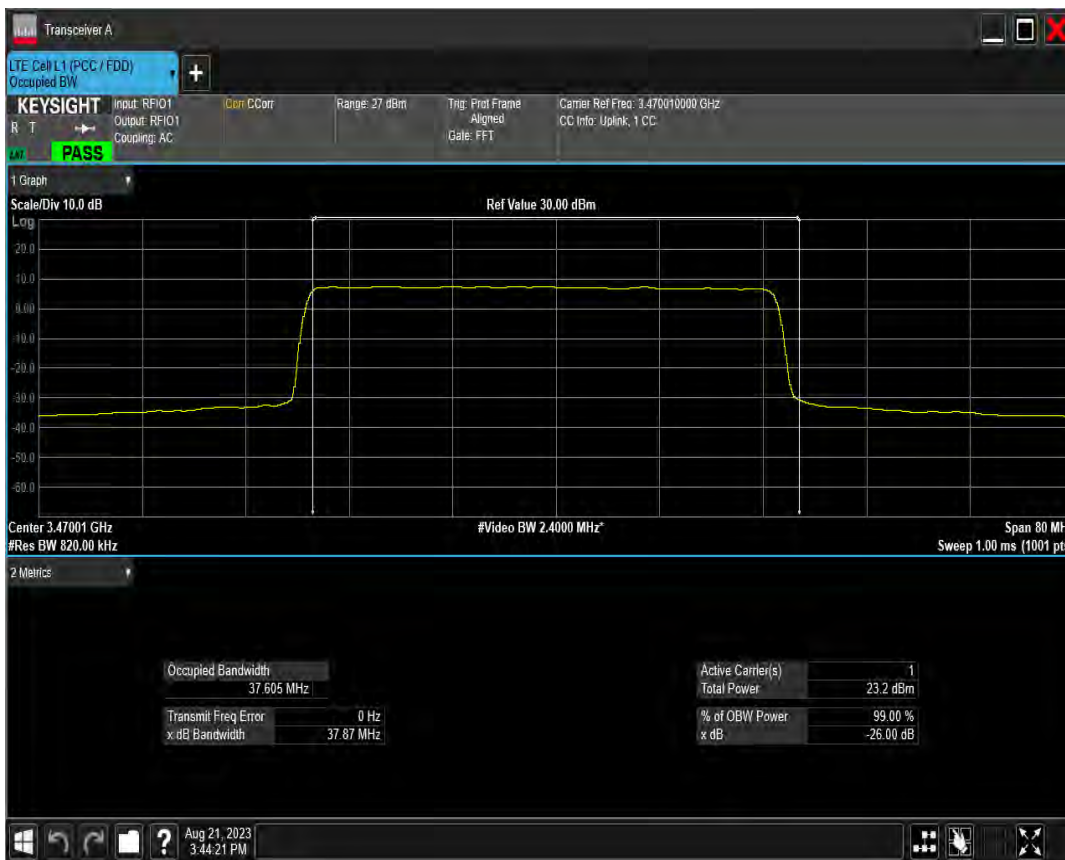 Transceiver A
LTE Cell L1 (PCC / FDD)
Occupied BW
+
KEYSIGHT
R T
PASS
Input: RFIO1
Output: RFIO1
Coupling: AC
Corr CCorr
Range: 27 dBm
Trig: Prot Frame
Aligned
Gate: FFT
Carrier Ref Freq: 3.470010000 GHz
CC Info: Uplink, 1 CC
1 Graph
Scale/Div 10.0 dB
Ref Value 30.00 dBm
Log
20.0
10.0
0.00
-10.0
-20.0
-30.0
-40.0
-50.0
-60.0
Center 3.47001 GHz
#Video BW 2.4000 MHz*
Span 80 MH
#Res BW 820.00 kHz
Sweep 1.00 ms (1001 pts
2 Metrics
Occupied Bandwidth
37.605 MHz
Transmit Freq Error 0 Hz
x dB Bandwidth 37.87 MHz
Active Carrier(s) 1
Total Power 23.2 dBm
% of OBW Power 99.00 %
x dB -26.00 dB
?
Aug 21, 2023
3:44:21 PM